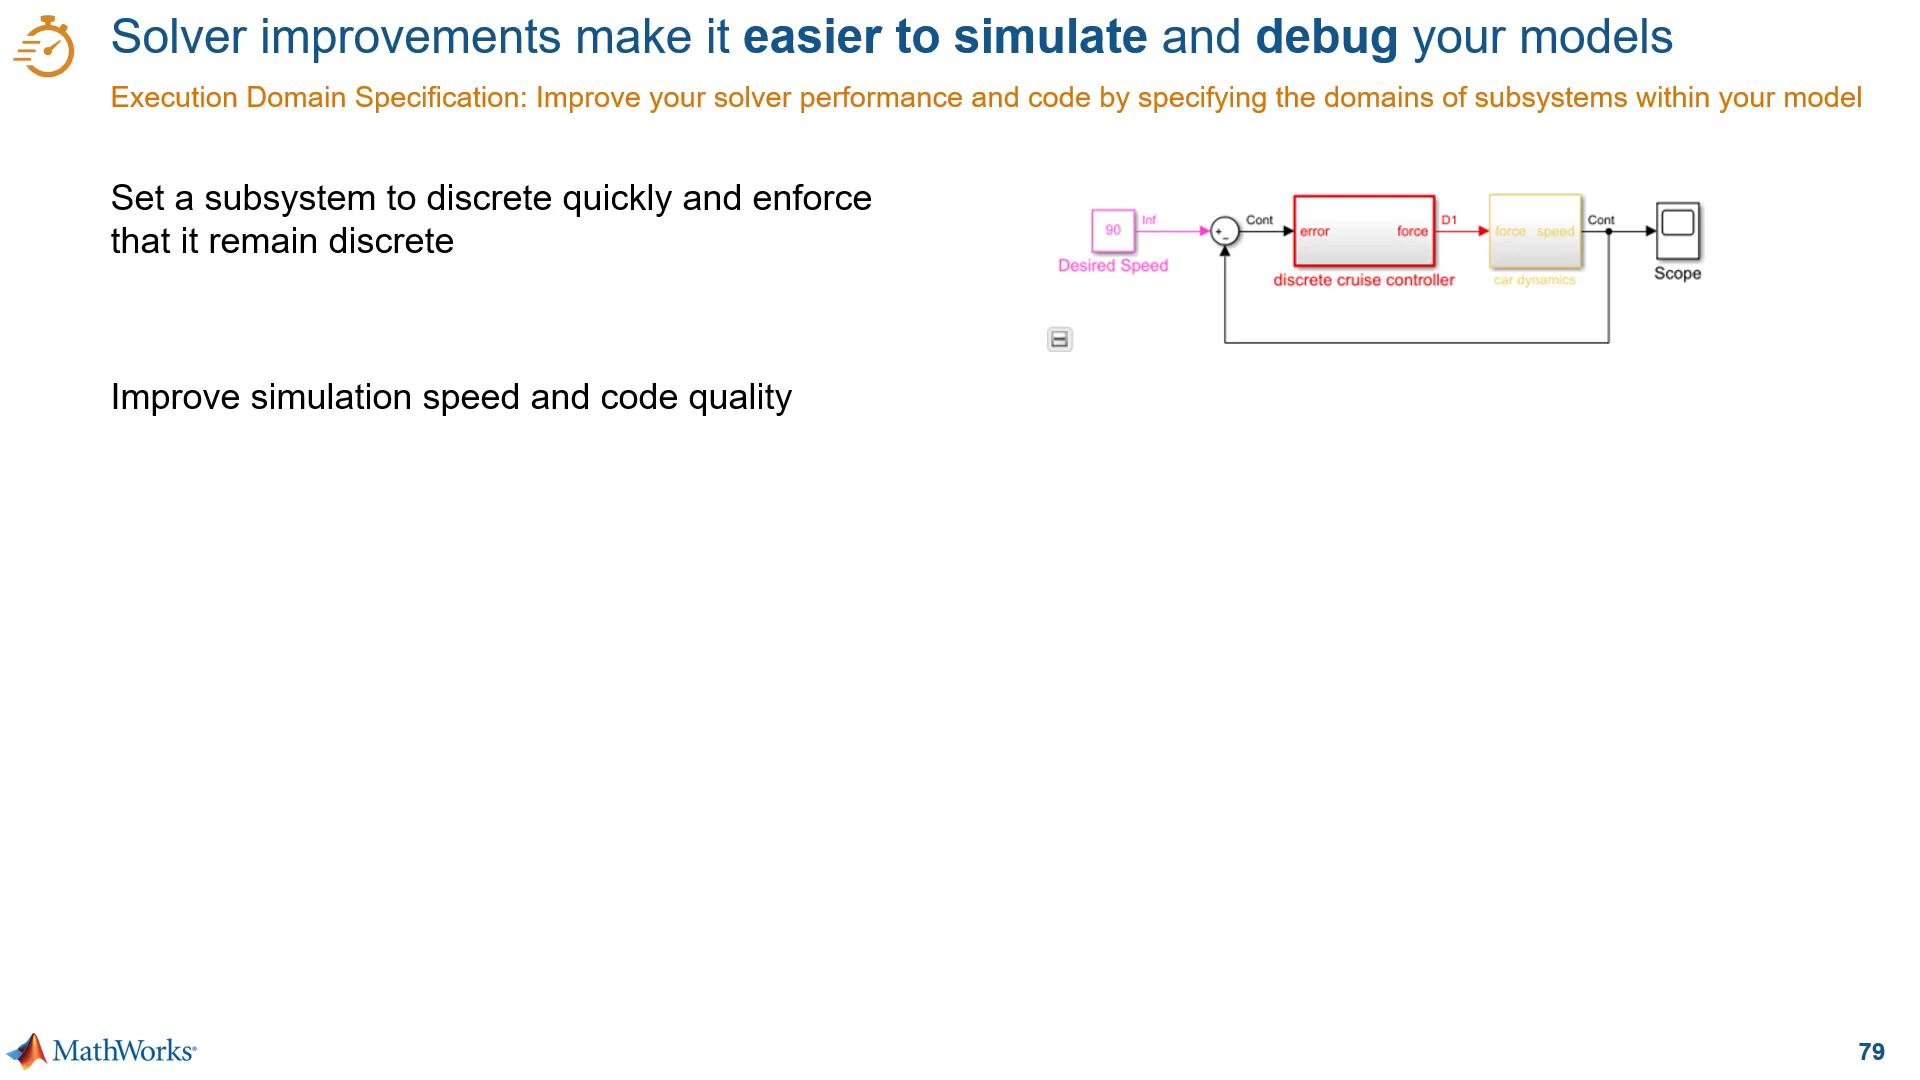 Solver improvements make it easier to simulate and debug your models
Execution Domain Specification: Improve your solver performance and code by specifying the domains of subsystems within your model
Set a subsystem to discrete quickly and enforce
that it remain discrete
Improve simulation speed and code quality
90
Inf
Desired Speed
+
-
Cont
error
force
discrete cruise controller
D1
force
speed
car dynamics
Cont
Scope
MathWorks®
79